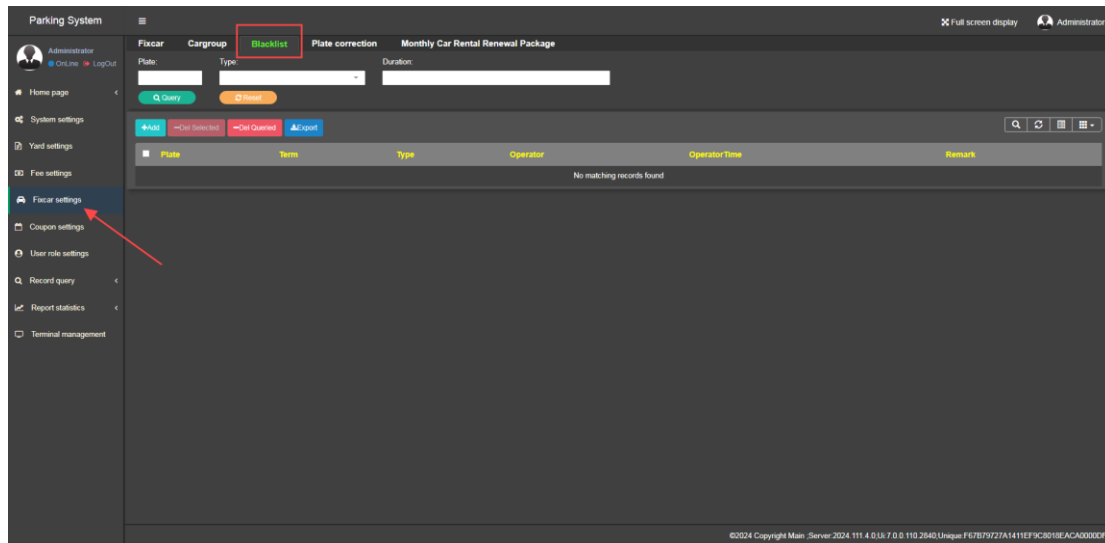 Parking System
Full screen display
Administrator
Administrator
OnLine LogOut
Home page
System settings
Yard settings
Fee settings
Fixcar settings
Coupon settings
User role settings
Record query
Report statistics
Terminal management
Fixcar Cargroup Blacklist Plate correction Monthly Car Rental Renewal Package
Plate: Type: Duration:
Query Reset
+Add −Del Selected −Del Queried Export
Plate Term Type Operator OperatorTime Remark
No matching records found
©2024 Copyright Main ;Server:2024.111.4.0;Ui:7.0.0.110.2840;Unique:F67B79727A1411EF9C8018EACA0000DF